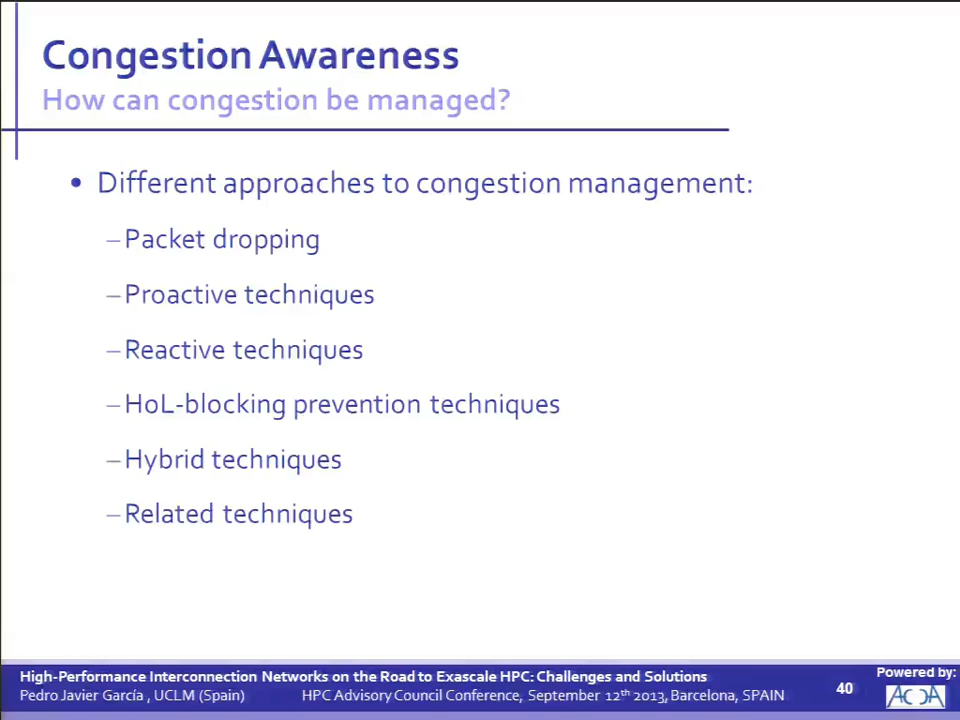 Congestion Awareness
How can congestion be managed?
• Different approaches to congestion management:
– Packet dropping
– Proactive techniques
– Reactive techniques
– HoL-blocking prevention techniques
– Hybrid techniques
– Related techniques
High-Performance Interconnection Networks on the Road to Exascale HPC: Challenges and Solutions
Pedro Javier García , UCLM (Spain) HPC Advisory Council Conference, September 12th 2013, Barcelona, SPAIN
40
Powered by: